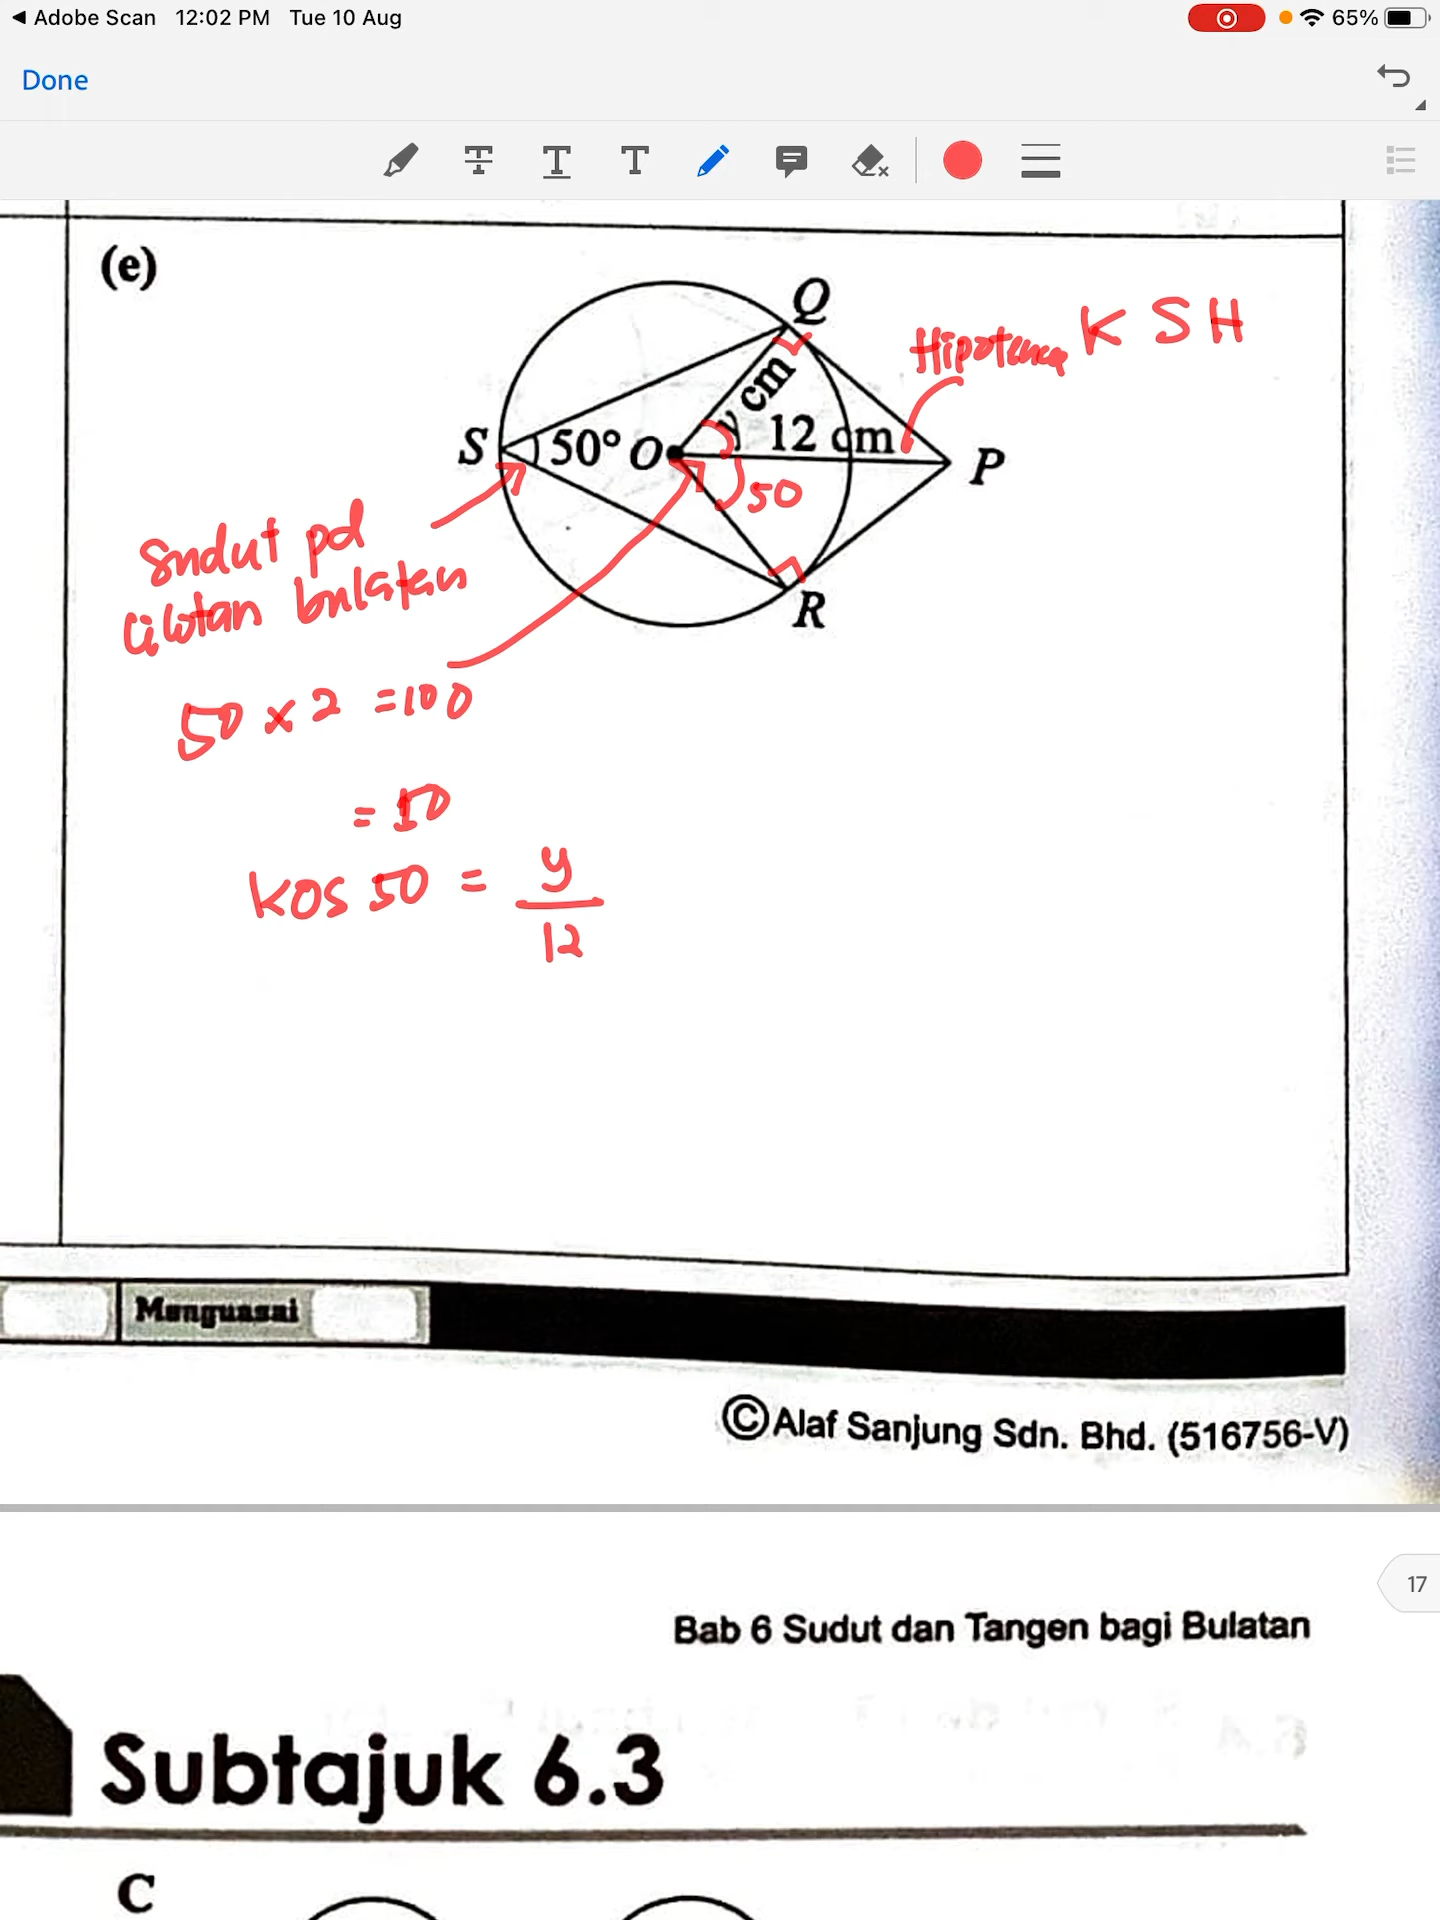 Adobe Scan 12:02 PM Tue 10 Aug 65%
Done
(e)
Q
Hipotenus K S H
y cm
12 cm
S 50° O P
50
Sudut pd
lilitan bulatan
R
50 x 2 = 100
= 50
kos 50 = y
12
Menguasai
©Alaf Sanjung Sdn. Bhd. (516756-V)
17
Bab 6 Sudut dan Tangen bagi Bulatan
Subtajuk 6.3
C